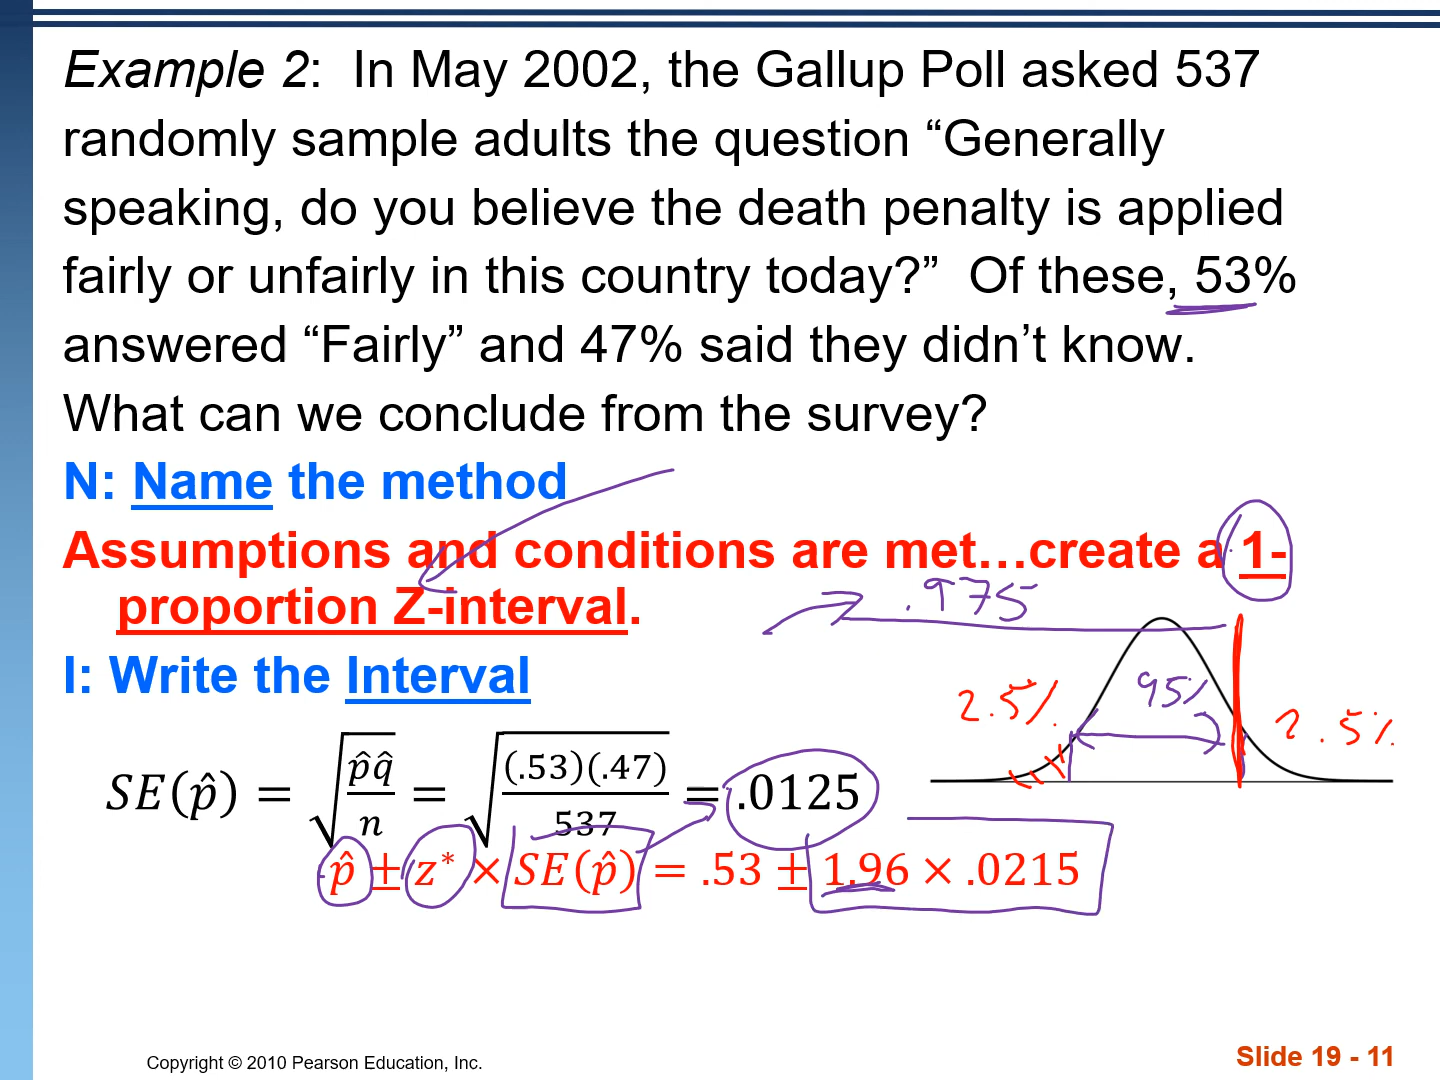 Example 2: In May 2002, the Gallup Poll asked 537
randomly sample adults the question “Generally
speaking, do you believe the death penalty is applied
fairly or unfairly in this country today?” Of these, 53%
answered “Fairly” and 47% said they didn’t know.
What can we conclude from the survey?
N: Name the method
Assumptions and conditions are met…create a 1-
proportion Z-interval.
.975
I: Write the Interval
2.5%
95%
2.5%
SE(p̂) = √(p̂q̂/n) = √((.53)(.47)/537) = .0125
p̂ ± z* × SE(p̂) = .53 ± 1.96 × .0215
Copyright © 2010 Pearson Education, Inc.
Slide 19 - 11